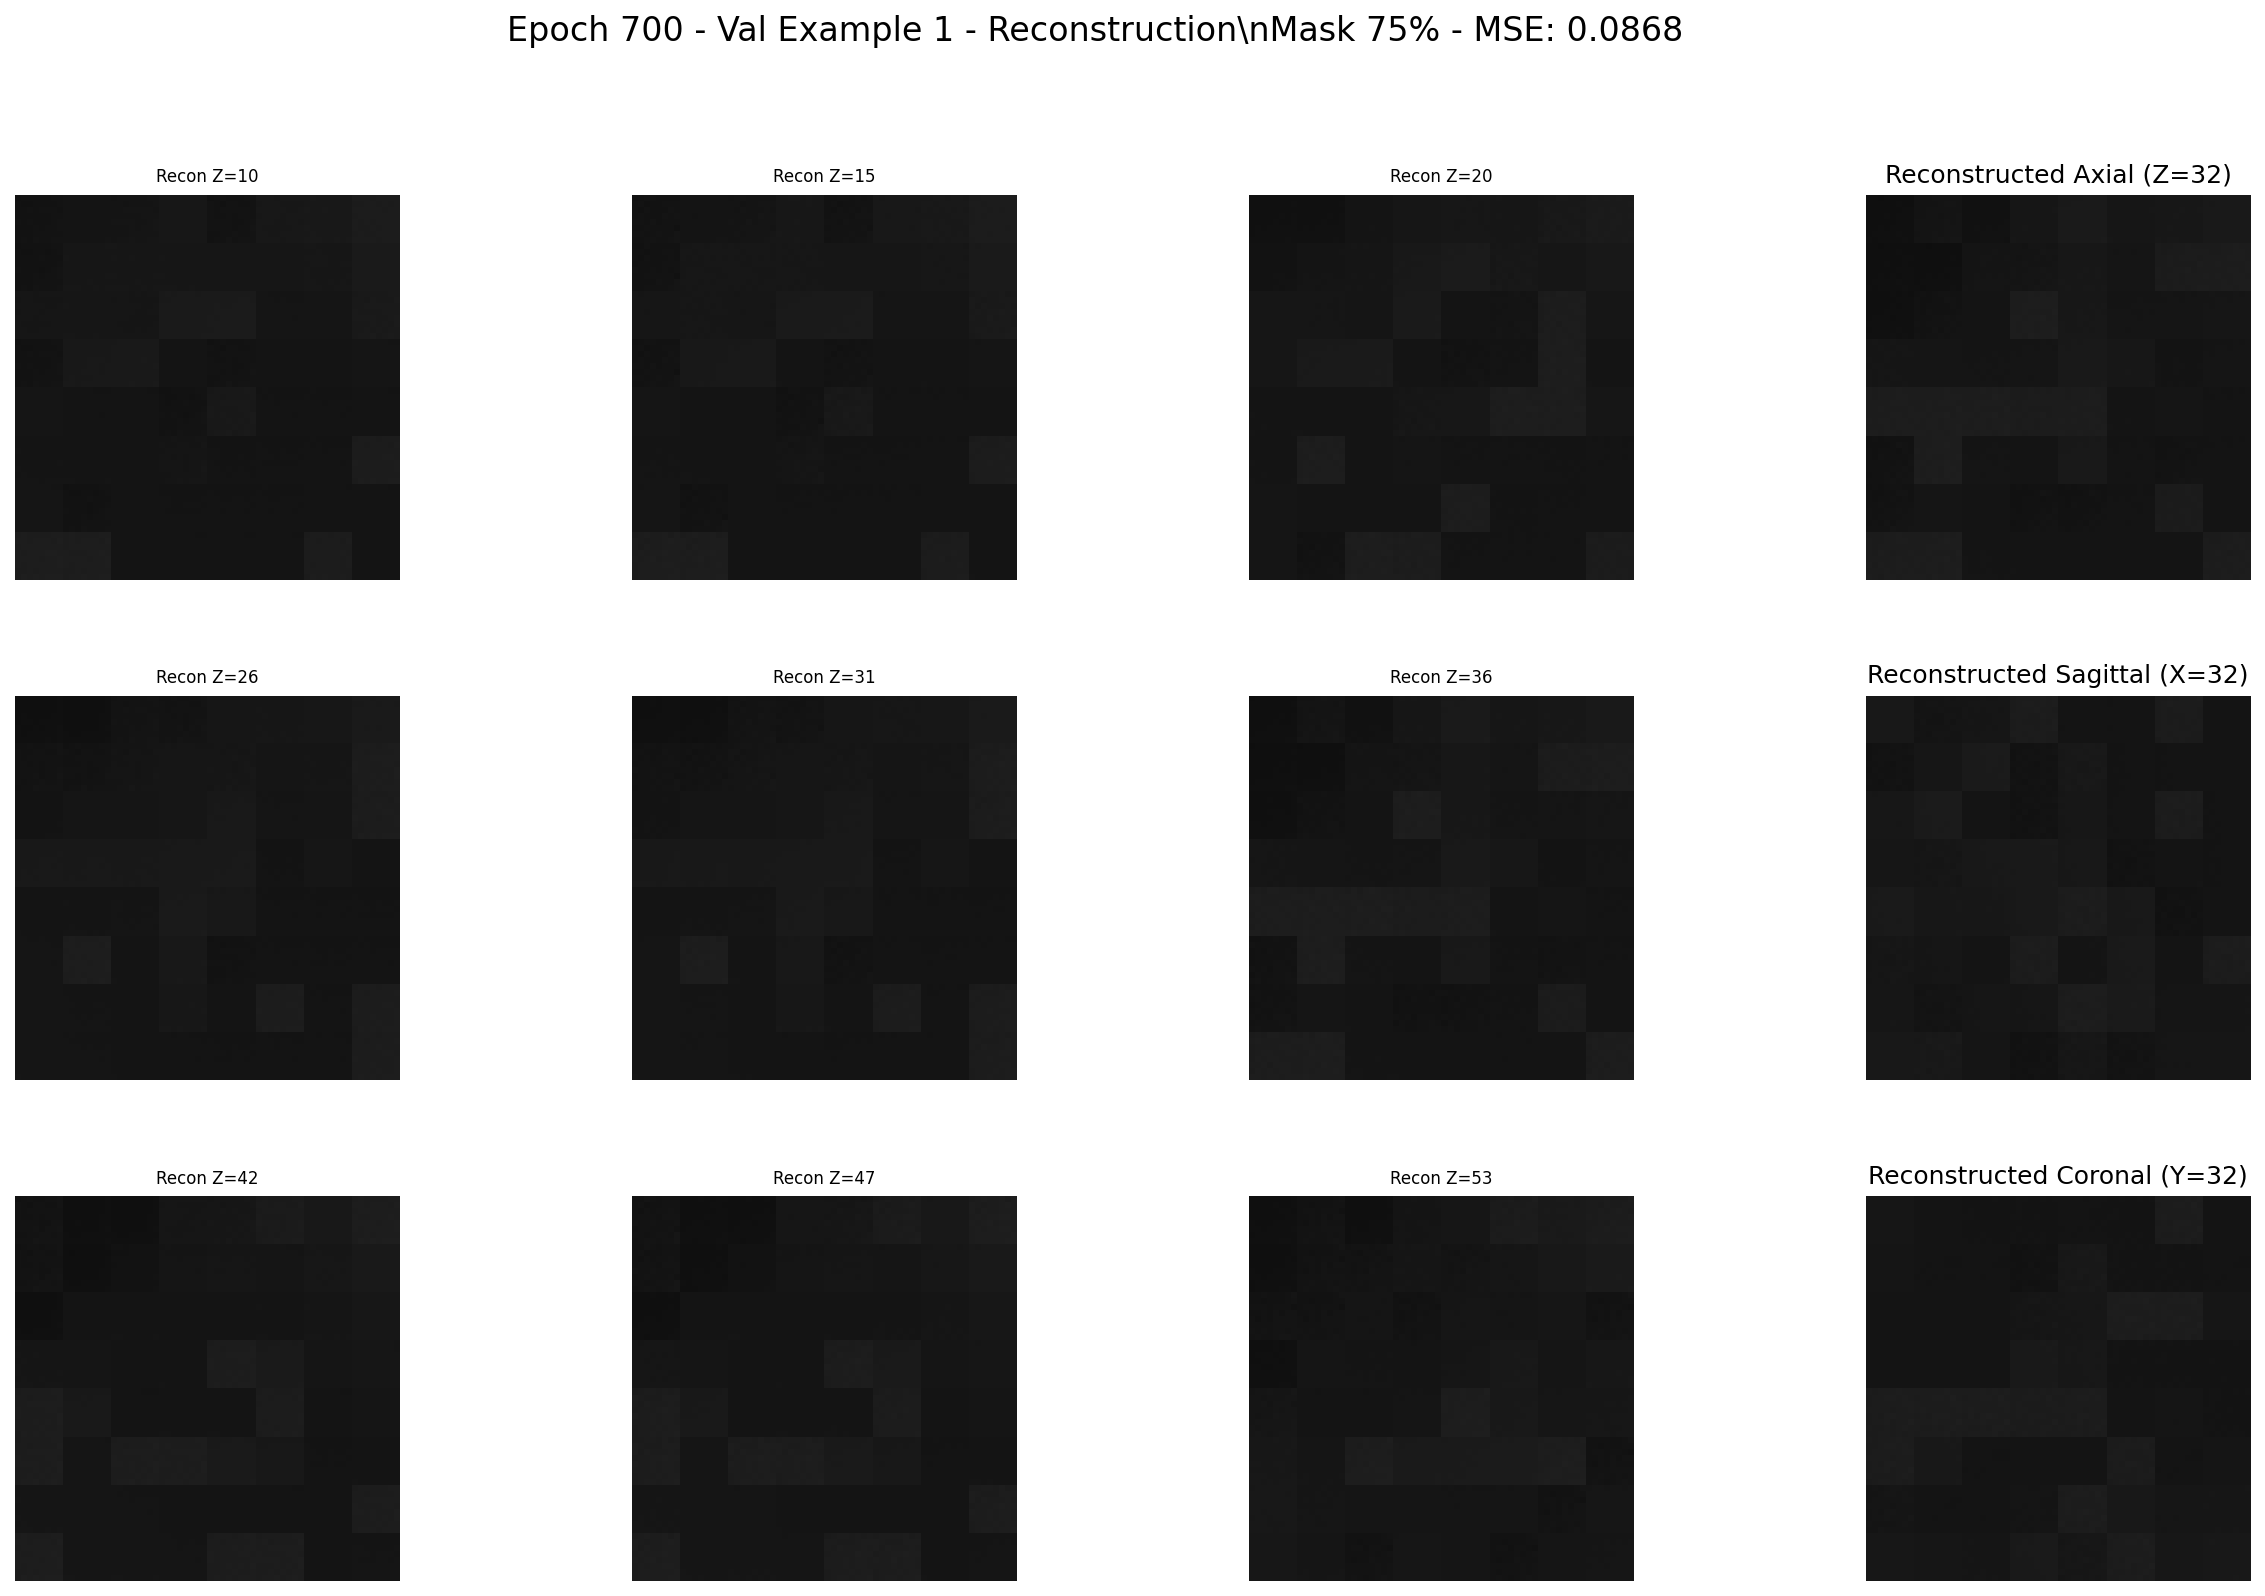 Epoch 700 - Val Example 1 - Reconstruction\nMask 75% - MSE: 0.0868
Recon Z=10
Recon Z=15
Recon Z=20
Reconstructed Axial (Z=32)
Recon Z=26
Recon Z=31
Recon Z=36
Reconstructed Sagittal (X=32)
Recon Z=42
Recon Z=47
Recon Z=53
Reconstructed Coronal (Y=32)